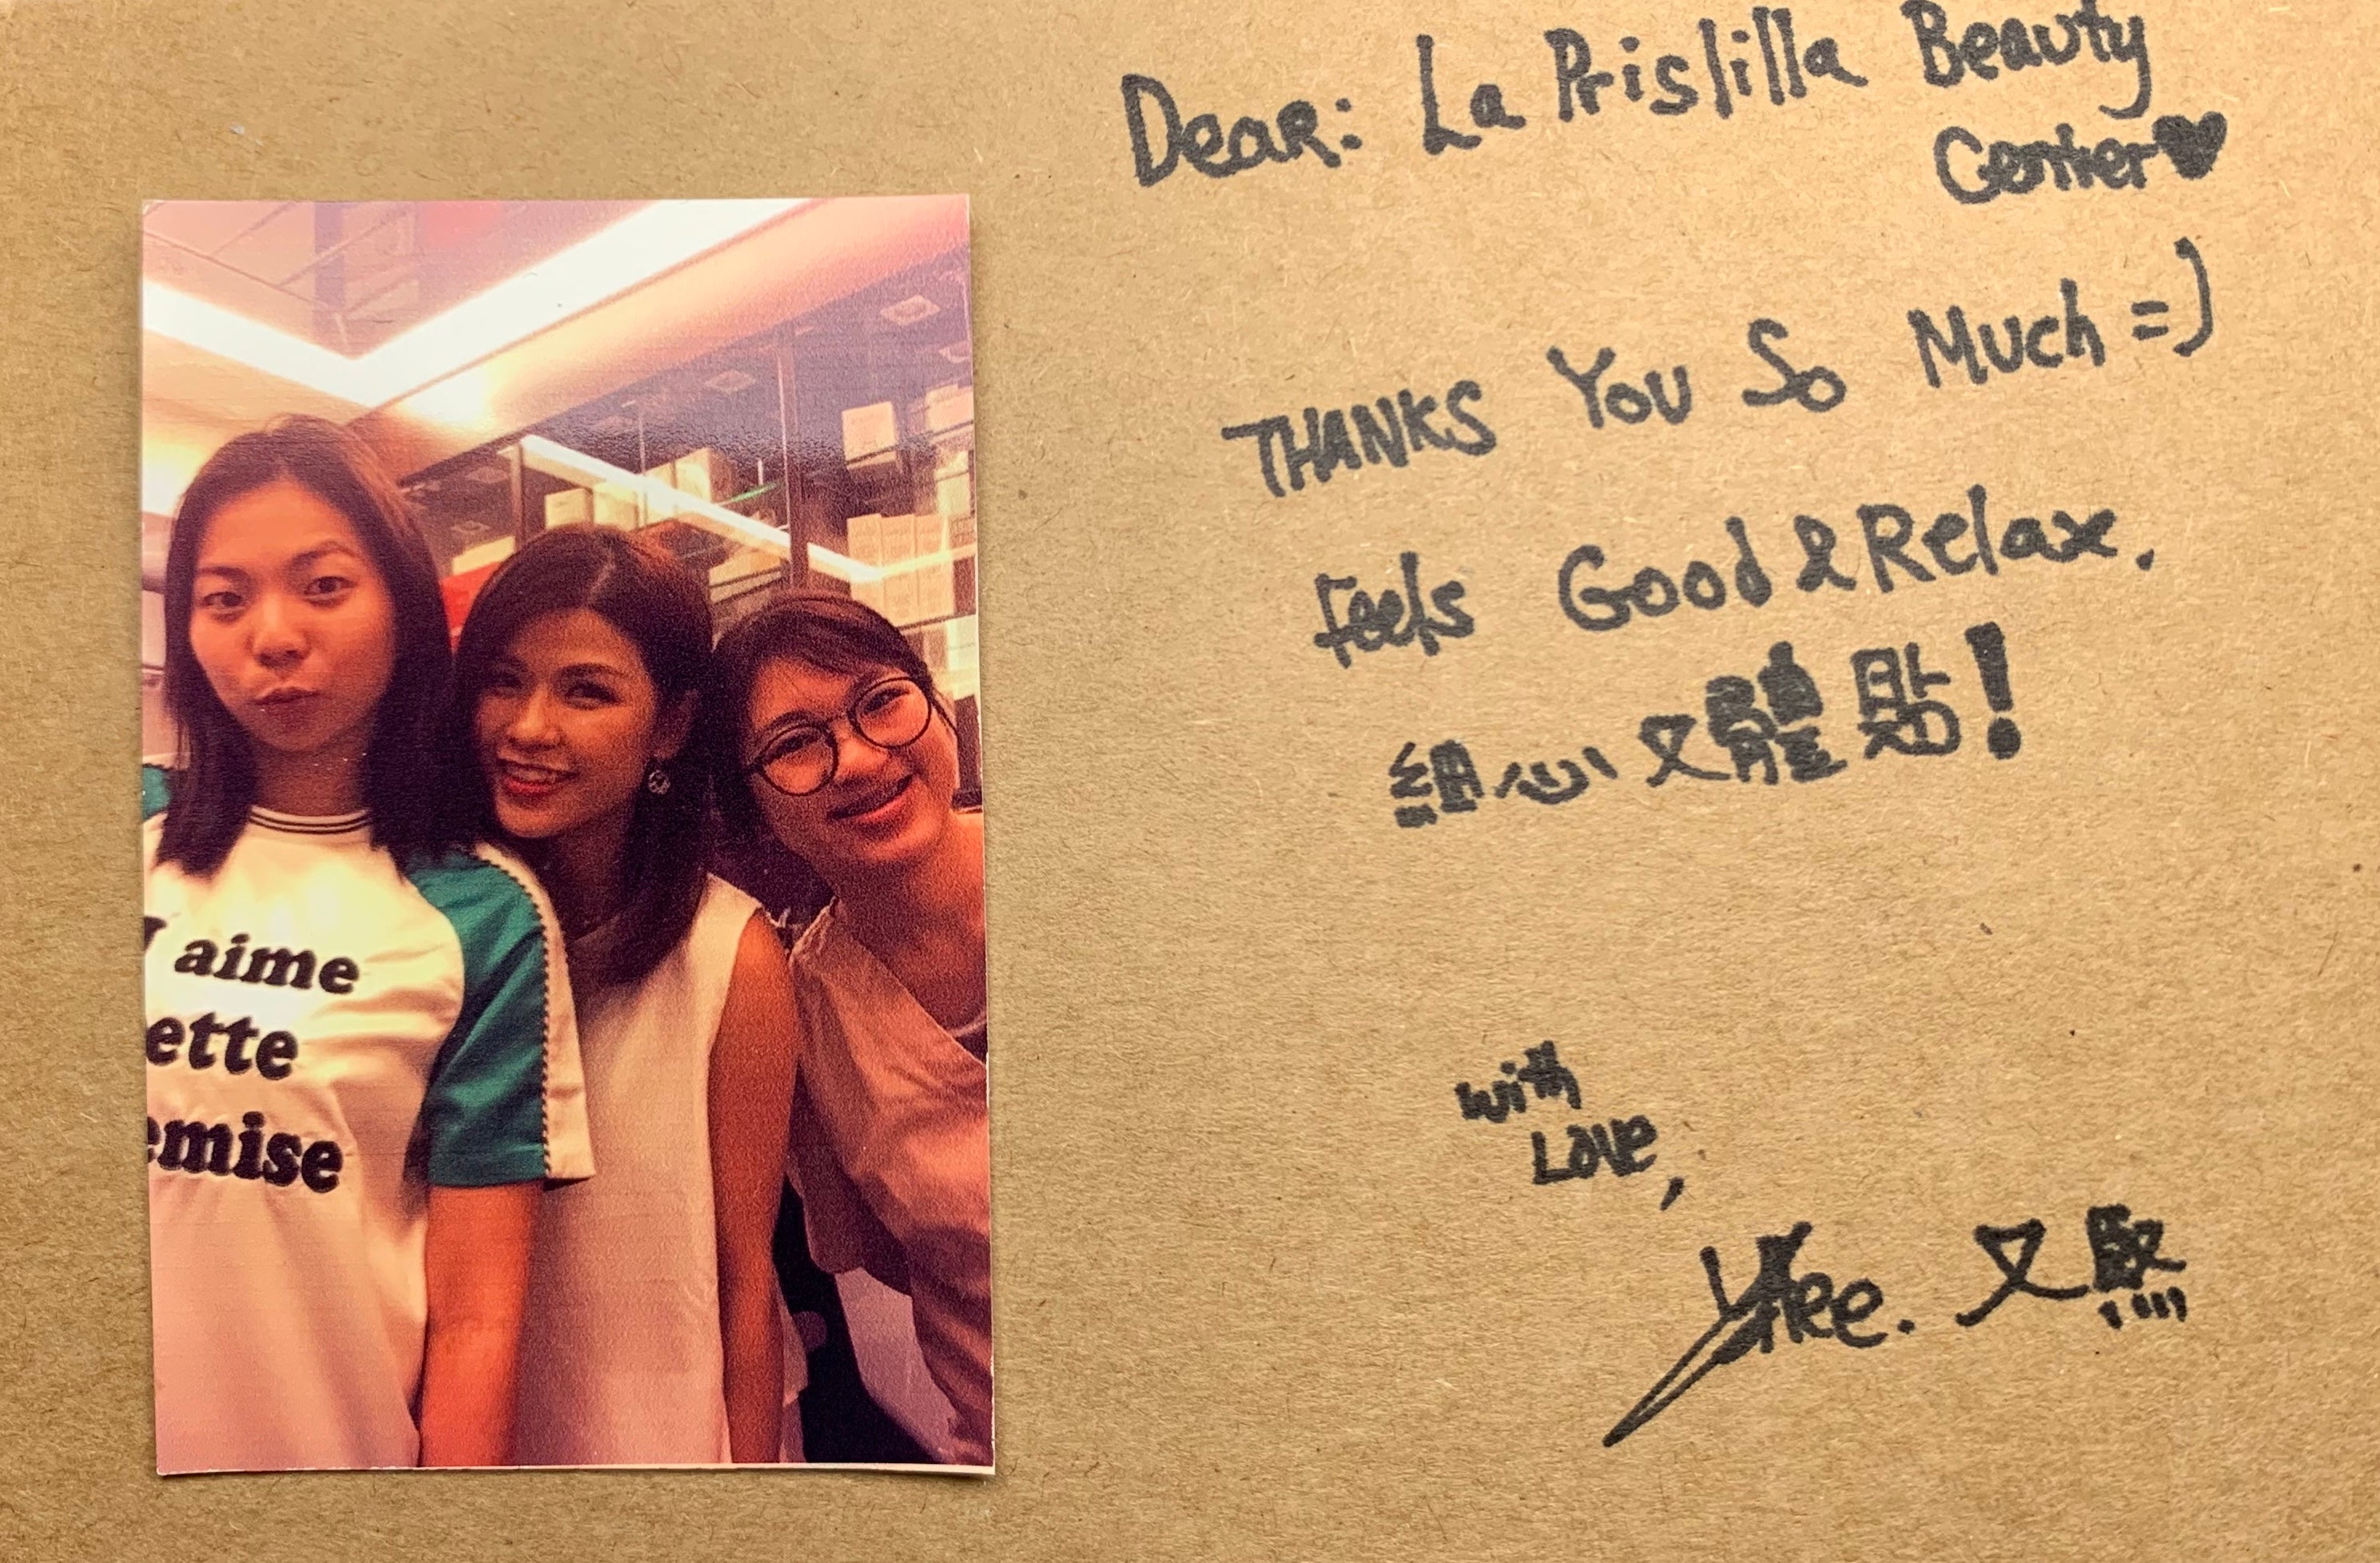 Dear: La Prislilla Beauty
Center♥
THANKS YOU SO MUCH =)
Feels Good & Relax.
細心又體貼!
with
Love,
又熙
J'aime
ette
emise